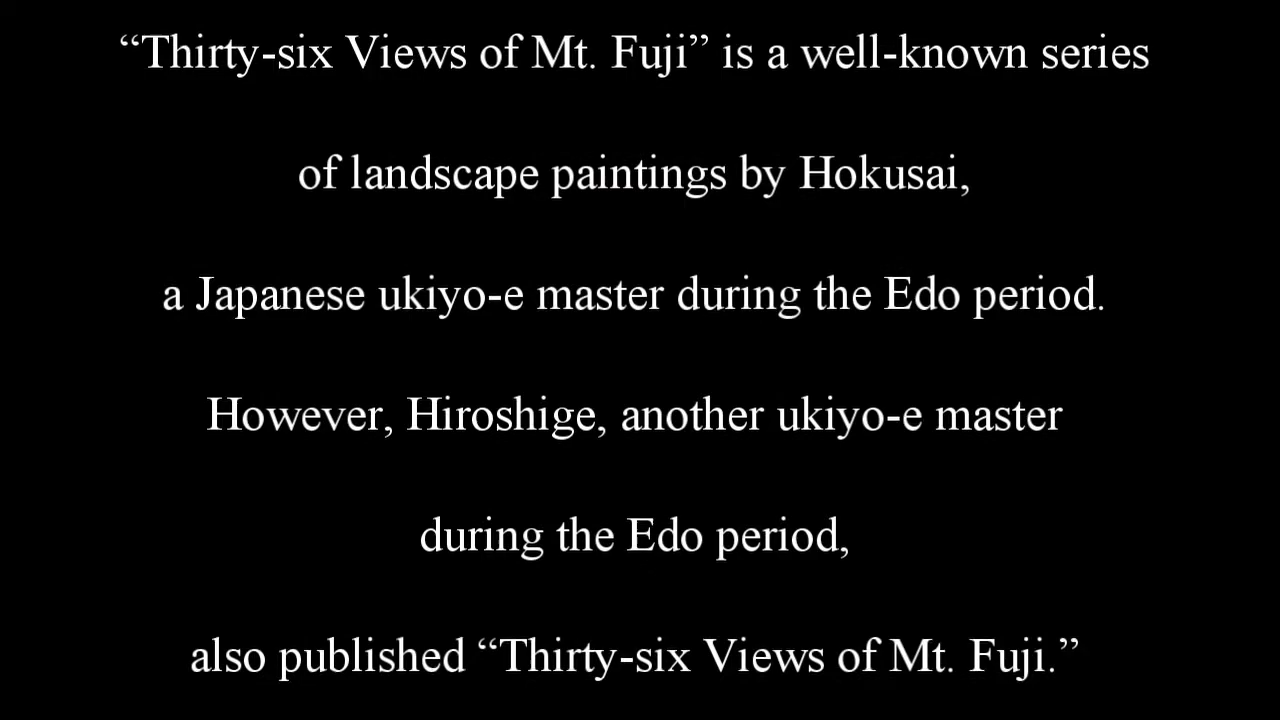 “Thirty-six Views of Mt. Fuji” is a well-known series
of landscape paintings by Hokusai,
a Japanese ukiyo-e master during the Edo period.
However, Hiroshige, another ukiyo-e master
during the Edo period,
also published “Thirty-six Views of Mt. Fuji.”